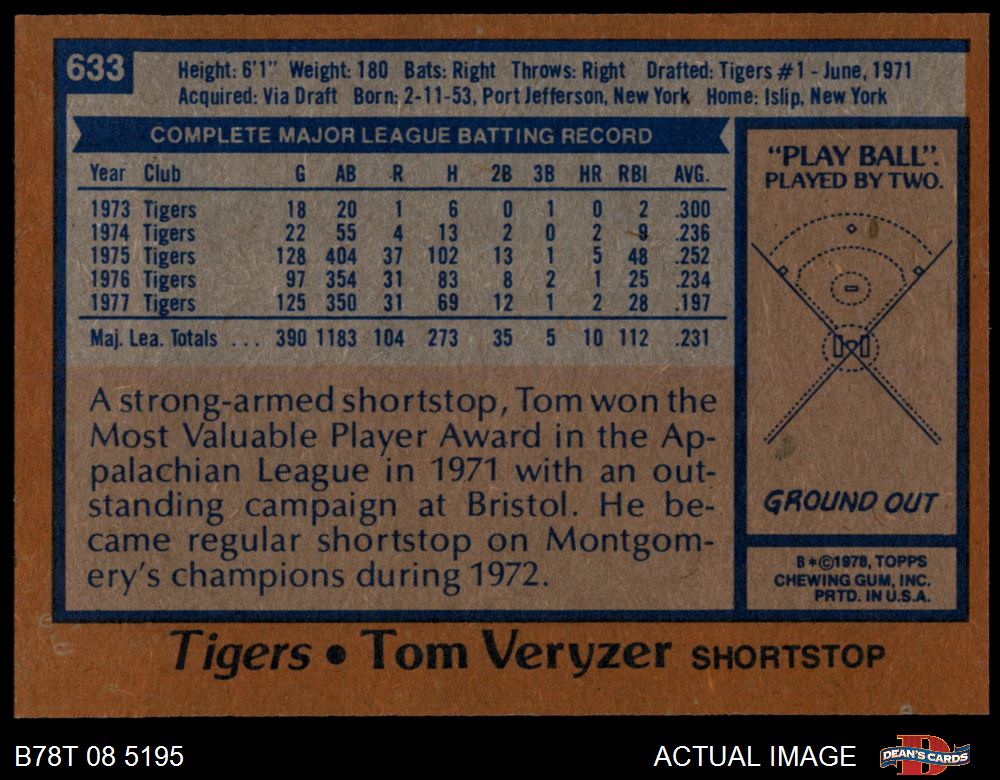 633
Height: 6'1" Weight: 180 Bats: Right Throws: Right Drafted: Tigers #1 - June, 1971
Acquired: Via Draft Born: 2-11-53, Port Jefferson, New York Home: Islip, New York
COMPLETE MAJOR LEAGUE BATTING RECORD
Year Club G AB R H 2B 3B HR RBI AVG.
1973 Tigers 18 20 1 6 0 1 0 2 .300
1974 Tigers 22 55 4 13 2 0 2 9 .236
1975 Tigers 128 404 37 102 13 1 5 48 .252
1976 Tigers 97 354 31 83 8 2 1 25 .234
1977 Tigers 125 350 31 69 12 1 2 28 .197
Maj. Lea. Totals ... 390 1183 104 273 35 5 10 112 .231
A strong-armed shortstop, Tom won the
Most Valuable Player Award in the Ap-
palachian League in 1971 with an out-
standing campaign at Bristol. He be-
came regular shortstop on Montgom-
ery's champions during 1972.
"PLAY BALL".
PLAYED BY TWO.
GROUND OUT
B*©1978, TOPPS
CHEWING GUM, INC.
PRTD. IN U.S.A.
Tigers • Tom Veryzer SHORTSTOP
B78T 08 5195
ACTUAL IMAGE
DEAN'S CARDS